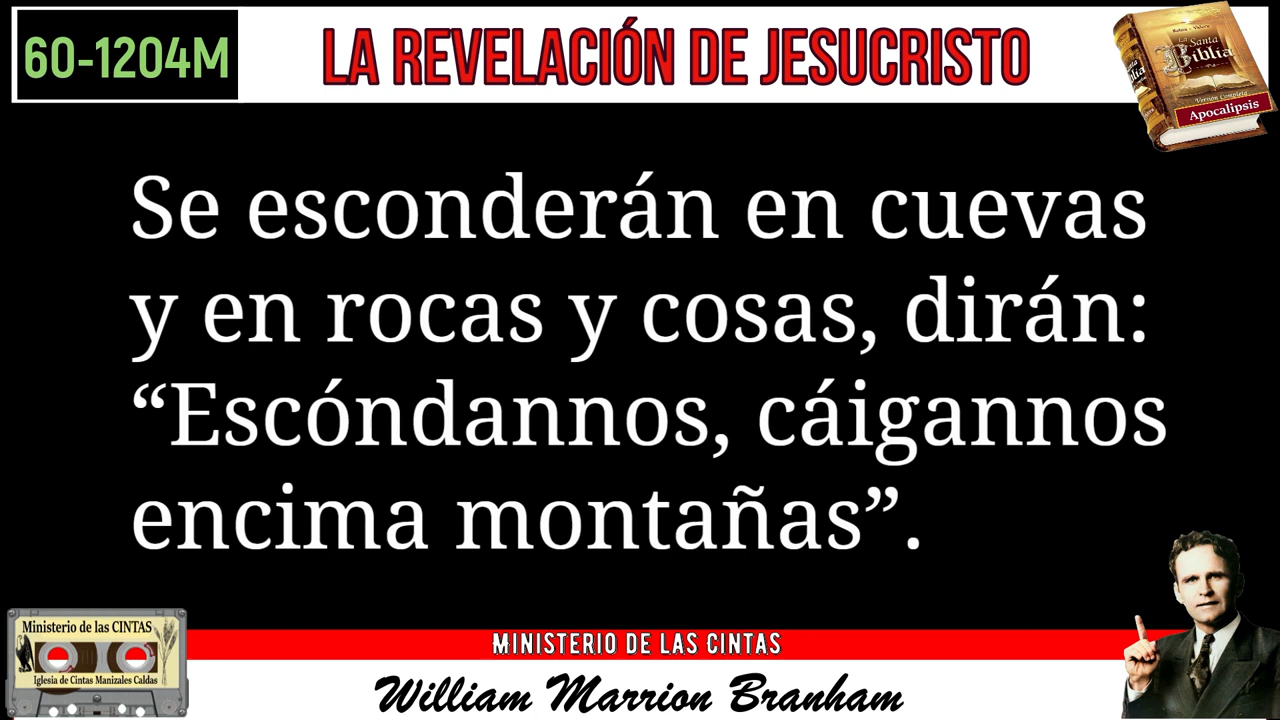 60-1204M
LA REVELACIÓN DE JESUCRISTO
La Santa
Biblia
Apocalipsis
Se esconderán en cuevas
y en rocas y cosas, dirán:
“Escóndannos, cáigannos
encima montañas”.
Ministerio de las CINTAS
Iglesia de Cintas Manizales Caldas
MINISTERIO DE LAS CINTAS
William Marrion Branham